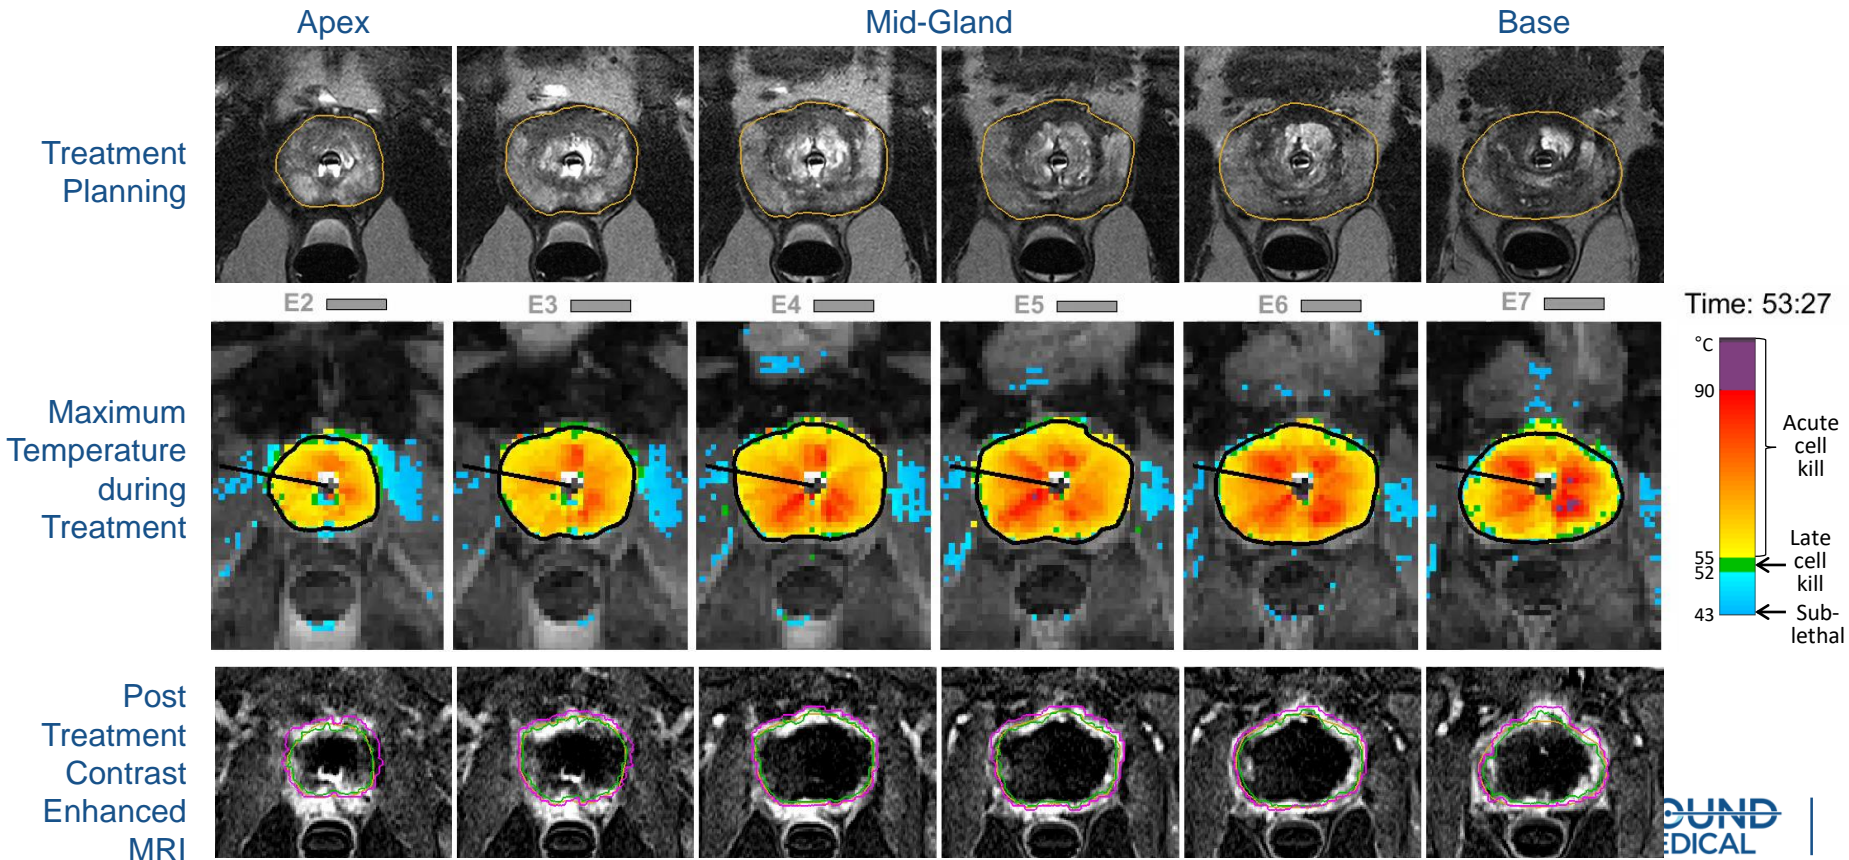 Apex
Mid-Gland
Base
Treatment
Planning
E2
E3
E4
E5
E6
E7
Time: 53:27
Maximum
Temperature
during
Treatment
°C
90
55
52
43
Acute
cell
kill
Late
cell
kill
Sub-
lethal
Post
Treatment
Contrast
Enhanced
MRI
OUND
EDICAL